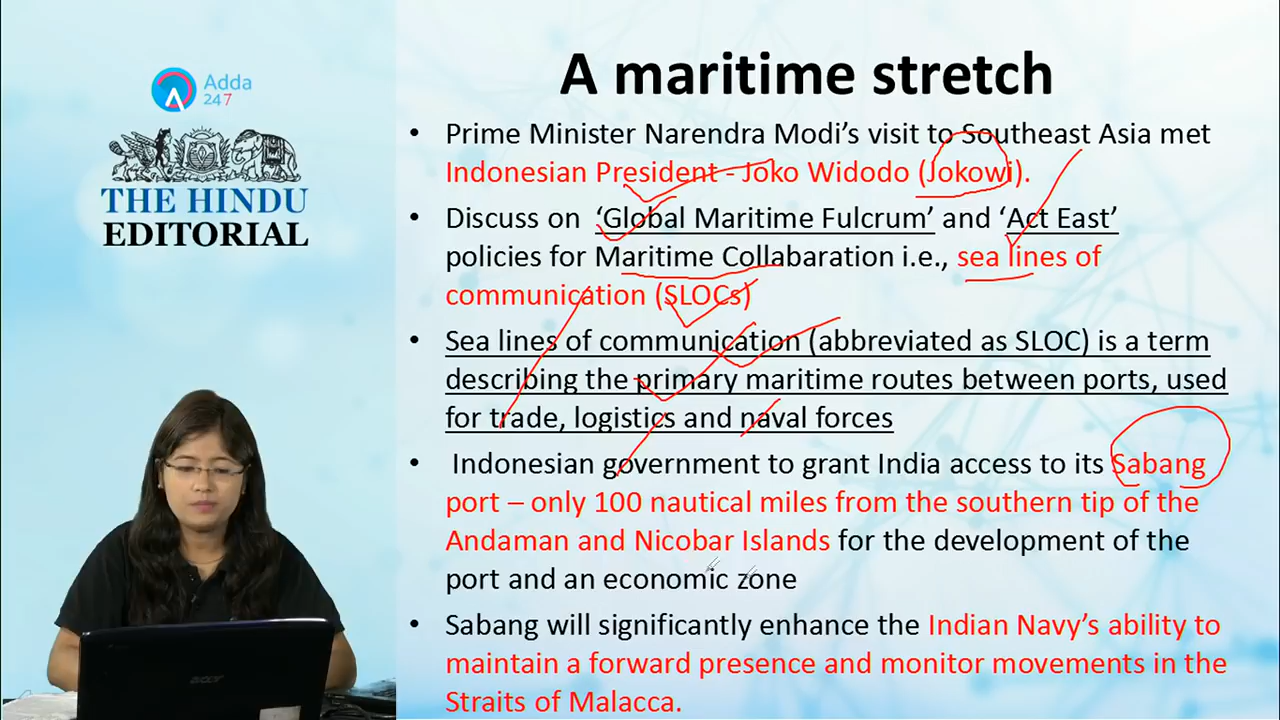 A maritime stretch
Adda
247
THE HINDU
EDITORIAL
• Prime Minister Narendra Modi’s visit to Southeast Asia met
Indonesian President - Joko Widodo (Jokowi).
• Discuss on ‘Global Maritime Fulcrum’ and ‘Act East’
policies for Maritime Collabaration i.e., sea lines of
communication (SLOCs)
• Sea lines of communication (abbreviated as SLOC) is a term
describing the primary maritime routes between ports, used
for trade, logistics and naval forces
• Indonesian government to grant India access to its Sabang
port – only 100 nautical miles from the southern tip of the
Andaman and Nicobar Islands for the development of the
port and an economic zone
• Sabang will significantly enhance the Indian Navy’s ability to
maintain a forward presence and monitor movements in the
Straits of Malacca.
acer